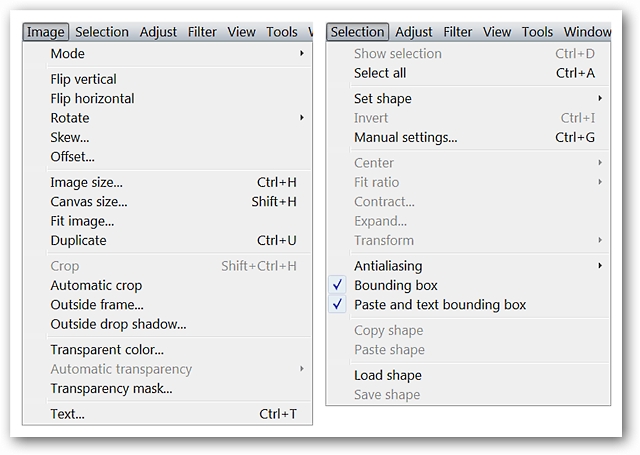 Image Selection Adjust Filter View Tools
Mode
Flip vertical
Flip horizontal
Rotate
Skew...
Offset...
Image size... Ctrl+H
Canvas size... Shift+H
Fit image...
Duplicate Ctrl+U
Crop Shift+Ctrl+H
Automatic crop
Outside frame...
Outside drop shadow...
Transparent color...
Automatic transparency
Transparency mask...
Text... Ctrl+T
Selection Adjust Filter View Tools Window
Show selection Ctrl+D
Select all Ctrl+A
Set shape
Invert Ctrl+I
Manual settings... Ctrl+G
Center
Fit ratio
Contract...
Expand...
Transform
Antialiasing
Bounding box
Paste and text bounding box
Copy shape
Paste shape
Load shape
Save shape